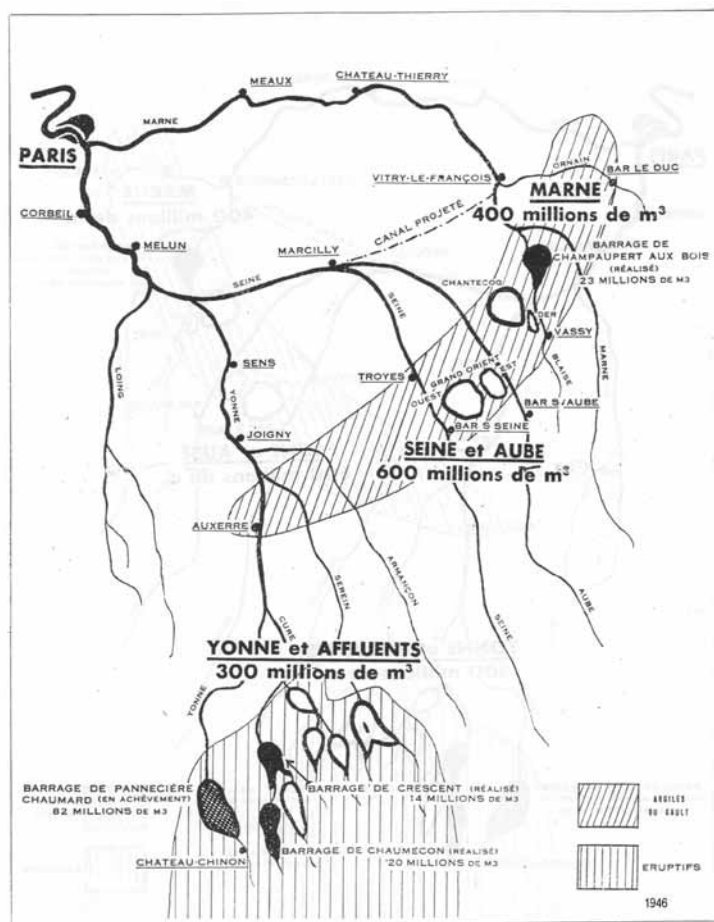 MEAUX
CHATEAU-THIERRY
MARNE
PARIS
VITRY-LE-FRANÇOIS
ORNAIN
BAR LE DUC
MARNE
400 millions de m³
CORBEIL
CANAL PROJETÉ
BARRAGE DE
CHAMPAUPERT AUX BOIS
(RÉALISÉ)
23 MILLIONS DE M3
MELUN
MARCILLY
SEINE
SEINE
CHANTECOQ
DER
VASSY
BLAISE
MARNE
LOING
SENS
TROYES
GRAND ORIENT
OUEST
EST
YONNE
BAR S/AUBE
JOIGNY
BAR S SEINE
SEINE et AUBE
600 millions de m³
AUXERRE
SEREIN
ARMANÇON
SEINE
AUBE
CURE
YONNE et AFFLUENTS
300 millions de m³
YONNE
BARRAGE DE PANNECIÈRE
CHAUMARD (EN ACHÈVEMENT)
82 MILLIONS DE M3
BARRAGE DE CRESCENT (RÉALISÉ)
14 MILLIONS DE M3
ARGILES
DU GAULT
BARRAGE DE CHAUMECON (RÉALISÉ)
20 MILLIONS DE M3
CHATEAU-CHINON
ERUPTIFS
1946